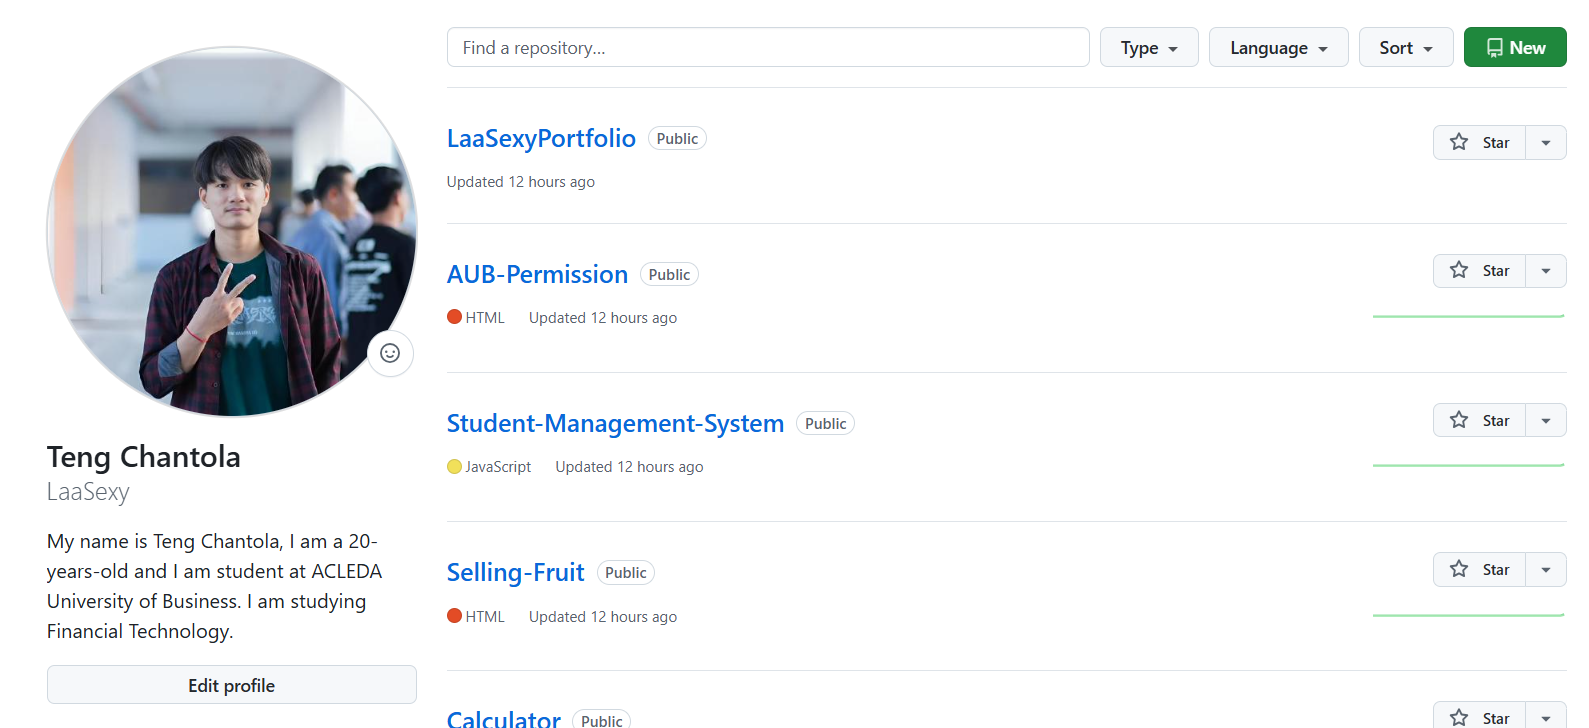 Find a repository...
Type
Language
Sort
New
LaaSexyPortfolio
Public
Star
Updated 12 hours ago
AUB-Permission
Public
Star
HTML
Updated 12 hours ago
Student-Management-System
Public
Star
JavaScript
Updated 12 hours ago
Selling-Fruit
Public
Star
HTML
Updated 12 hours ago
Calculator
Public
Star
Teng Chantola
LaaSexy
My name is Teng Chantola, I am a 20-
years-old and I am student at ACLEDA
University of Business. I am studying
Financial Technology.
Edit profile